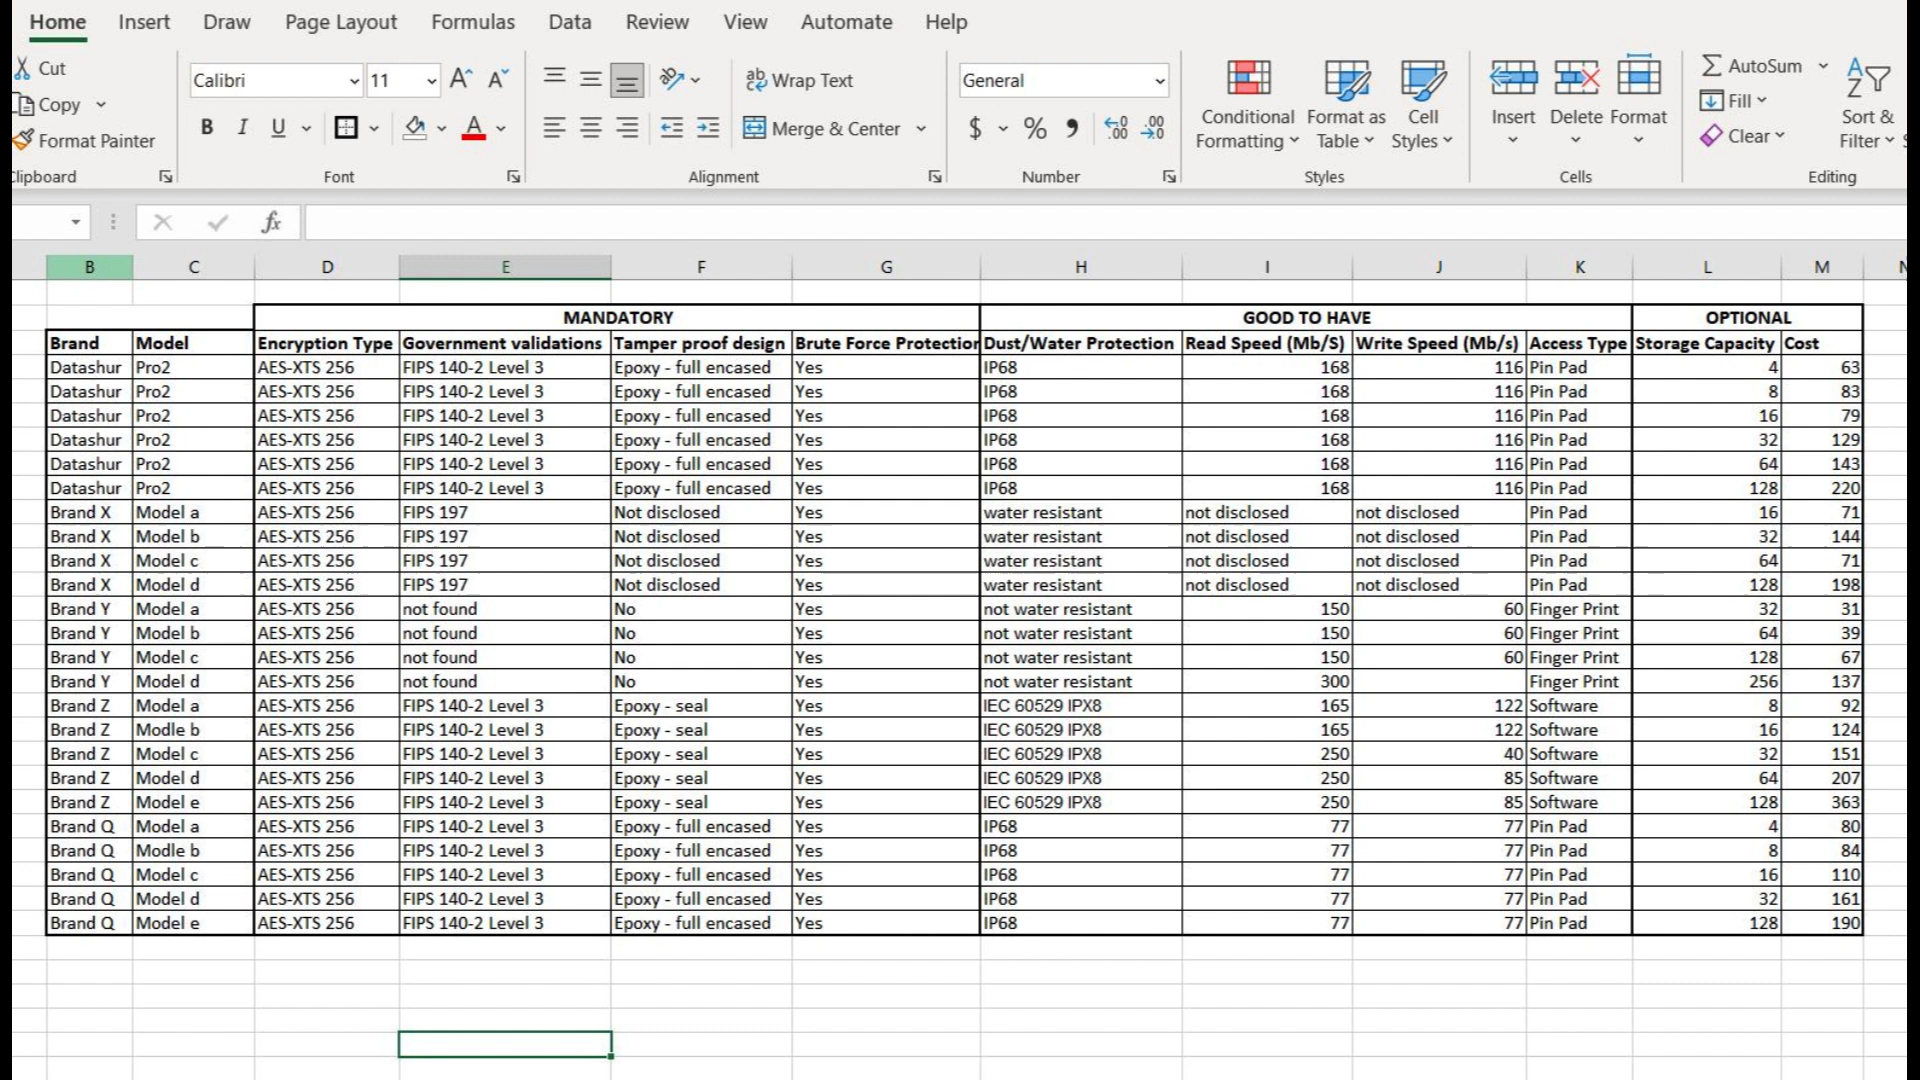 Home Insert Draw Page Layout Formulas Data Review View Automate Help
Cut
Copy
Format Painter
Clipboard
Calibri 11
B I U A
Font
Wrap Text
Merge & Center
Alignment
General
$ % 9 .00 .00
Number
Conditional Formatting
Format as Table
Cell Styles
Styles
Insert Delete Format
Cells
AutoSum
Fill
Clear
Sort & Filter
Editing
fx
B C D E F G H I J K L M
MANDATORY GOOD TO HAVE OPTIONAL
Brand Model Encryption Type Government validations Tamper proof design Brute Force Protection Dust/Water Protection Read Speed (Mb/S) Write Speed (Mb/s) Access Type Storage Capacity Cost
Datashur Pro2 AES-XTS 256 FIPS 140-2 Level 3 Epoxy - full encased Yes IP68 168 116 Pin Pad 4 63
Datashur Pro2 AES-XTS 256 FIPS 140-2 Level 3 Epoxy - full encased Yes IP68 168 116 Pin Pad 8 83
Datashur Pro2 AES-XTS 256 FIPS 140-2 Level 3 Epoxy - full encased Yes IP68 168 116 Pin Pad 16 79
Datashur Pro2 AES-XTS 256 FIPS 140-2 Level 3 Epoxy - full encased Yes IP68 168 116 Pin Pad 32 129
Datashur Pro2 AES-XTS 256 FIPS 140-2 Level 3 Epoxy - full encased Yes IP68 168 116 Pin Pad 64 143
Datashur Pro2 AES-XTS 256 FIPS 140-2 Level 3 Epoxy - full encased Yes IP68 168 116 Pin Pad 128 220
Brand X Model a AES-XTS 256 FIPS 197 Not disclosed Yes water resistant not disclosed not disclosed Pin Pad 16 71
Brand X Model b AES-XTS 256 FIPS 197 Not disclosed Yes water resistant not disclosed not disclosed Pin Pad 32 144
Brand X Model c AES-XTS 256 FIPS 197 Not disclosed Yes water resistant not disclosed not disclosed Pin Pad 64 71
Brand X Model d AES-XTS 256 FIPS 197 Not disclosed Yes water resistant not disclosed not disclosed Pin Pad 128 198
Brand Y Model a AES-XTS 256 not found No Yes not water resistant 150 60 Finger Print 32 31
Brand Y Model b AES-XTS 256 not found No Yes not water resistant 150 60 Finger Print 64 39
Brand Y Model c AES-XTS 256 not found No Yes not water resistant 150 60 Finger Print 128 67
Brand Y Model d AES-XTS 256 not found No Yes not water resistant 300 Finger Print 256 137
Brand Z Model a AES-XTS 256 FIPS 140-2 Level 3 Epoxy - seal Yes IEC 60529 IPX8 165 122 Software 8 92
Brand Z Modle b AES-XTS 256 FIPS 140-2 Level 3 Epoxy - seal Yes IEC 60529 IPX8 165 122 Software 16 124
Brand Z Model c AES-XTS 256 FIPS 140-2 Level 3 Epoxy - seal Yes IEC 60529 IPX8 250 40 Software 32 151
Brand Z Model d AES-XTS 256 FIPS 140-2 Level 3 Epoxy - seal Yes IEC 60529 IPX8 250 85 Software 64 207
Brand Z Model e AES-XTS 256 FIPS 140-2 Level 3 Epoxy - seal Yes IEC 60529 IPX8 250 85 Software 128 363
Brand Q Model a AES-XTS 256 FIPS 140-2 Level 3 Epoxy - full encased Yes IP68 77 77 Pin Pad 4 80
Brand Q Modle b AES-XTS 256 FIPS 140-2 Level 3 Epoxy - full encased Yes IP68 77 77 Pin Pad 8 84
Brand Q Model c AES-XTS 256 FIPS 140-2 Level 3 Epoxy - full encased Yes IP68 77 77 Pin Pad 16 110
Brand Q Model d AES-XTS 256 FIPS 140-2 Level 3 Epoxy - full encased Yes IP68 77 77 Pin Pad 32 161
Brand Q Model e AES-XTS 256 FIPS 140-2 Level 3 Epoxy - full encased Yes IP68 77 77 Pin Pad 128 190